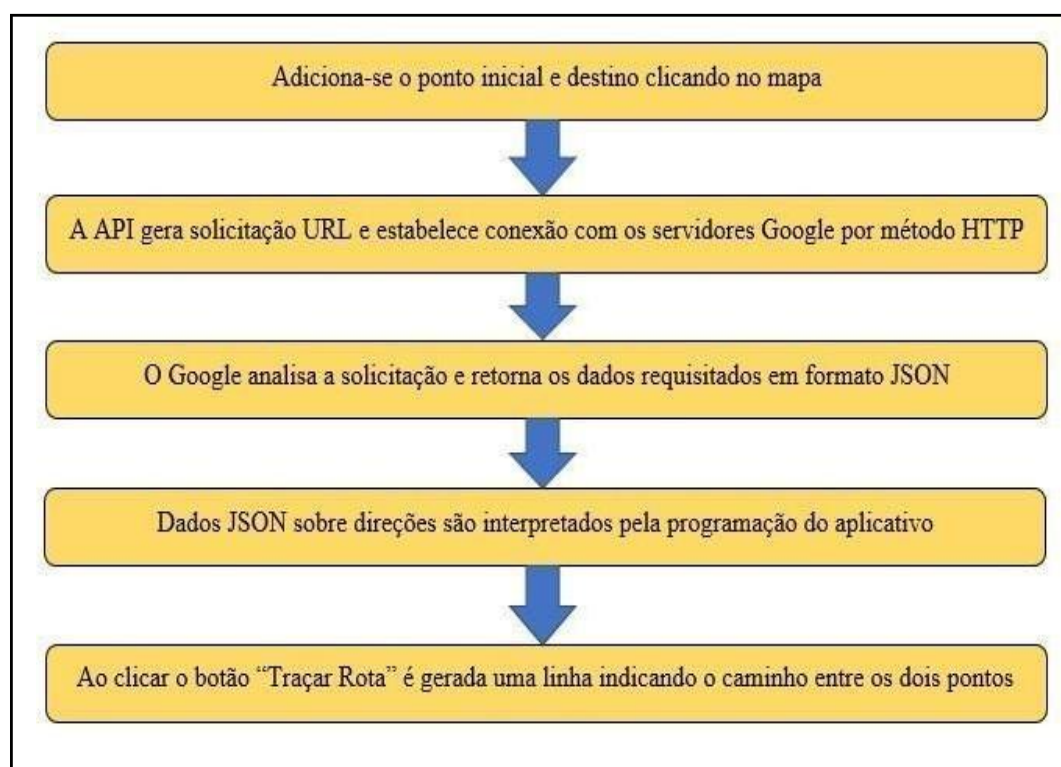 Adiciona-se o ponto inicial e destino clicando no mapa
A API gera solicitação URL e estabelece conexão com os servidores Google por método HTTP
O Google analisa a solicitação e retorna os dados requisitados em formato JSON
Dados JSON sobre direções são interpretados pela programação do aplicativo
Ao clicar o botão “Traçar Rota” é gerada uma linha indicando o caminho entre os dois pontos